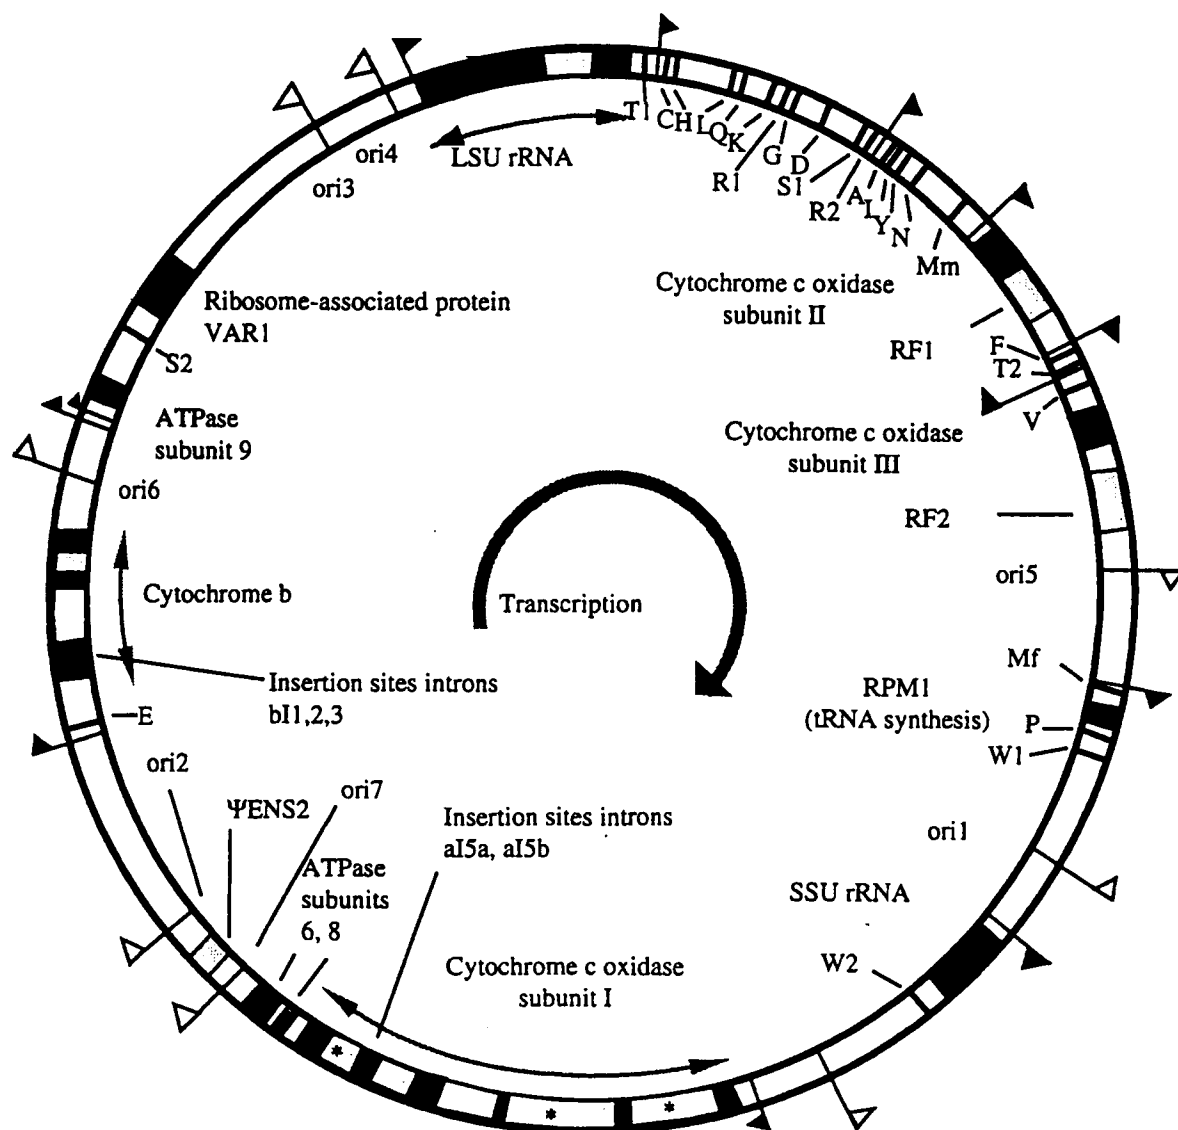 T1
C
H
L
Q
K
R1
G
D
S1
R2
A
I
Y
N
Mm
LSU rRNA
ori4
ori3
Ribosome-associated protein
VAR1
S2
ATPase
subunit 9
ori6
Cytochrome b
Insertion sites introns
bI1,2,3
E
ori2
ΨENS2
ori7
ATPase
subunits
6, 8
Insertion sites introns
aI5a, aI5b
Cytochrome c oxidase
subunit I
Transcription
Cytochrome c oxidase
subunit II
RF1
F
T2
V
Cytochrome c oxidase
subunit III
RF2
ori5
Mf
RPM1
(tRNA synthesis)
P
W1
ori1
SSU rRNA
W2
*
*
*